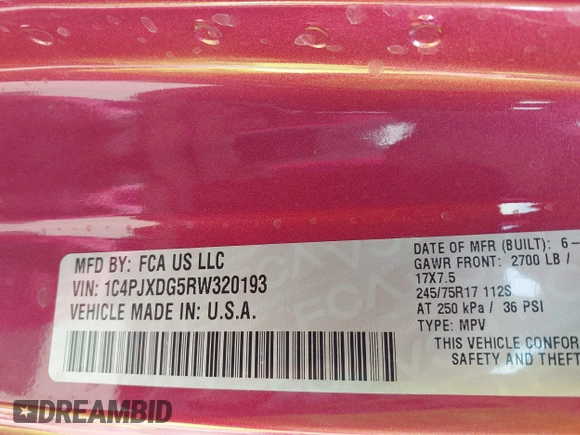 MFD BY: FCA US LLC
VIN: 1C4PJXDG5RW320193
VEHICLE MADE IN: U.S.A.
DATE OF MFR (BUILT): 6-
GAWR FRONT: 2700 LB /
17X7.5
245/75R17 112S
AT 250 kPa / 36 PSI
TYPE: MPV
THIS VEHICLE CONFOR
SAFETY AND THEFT
DREAMBID